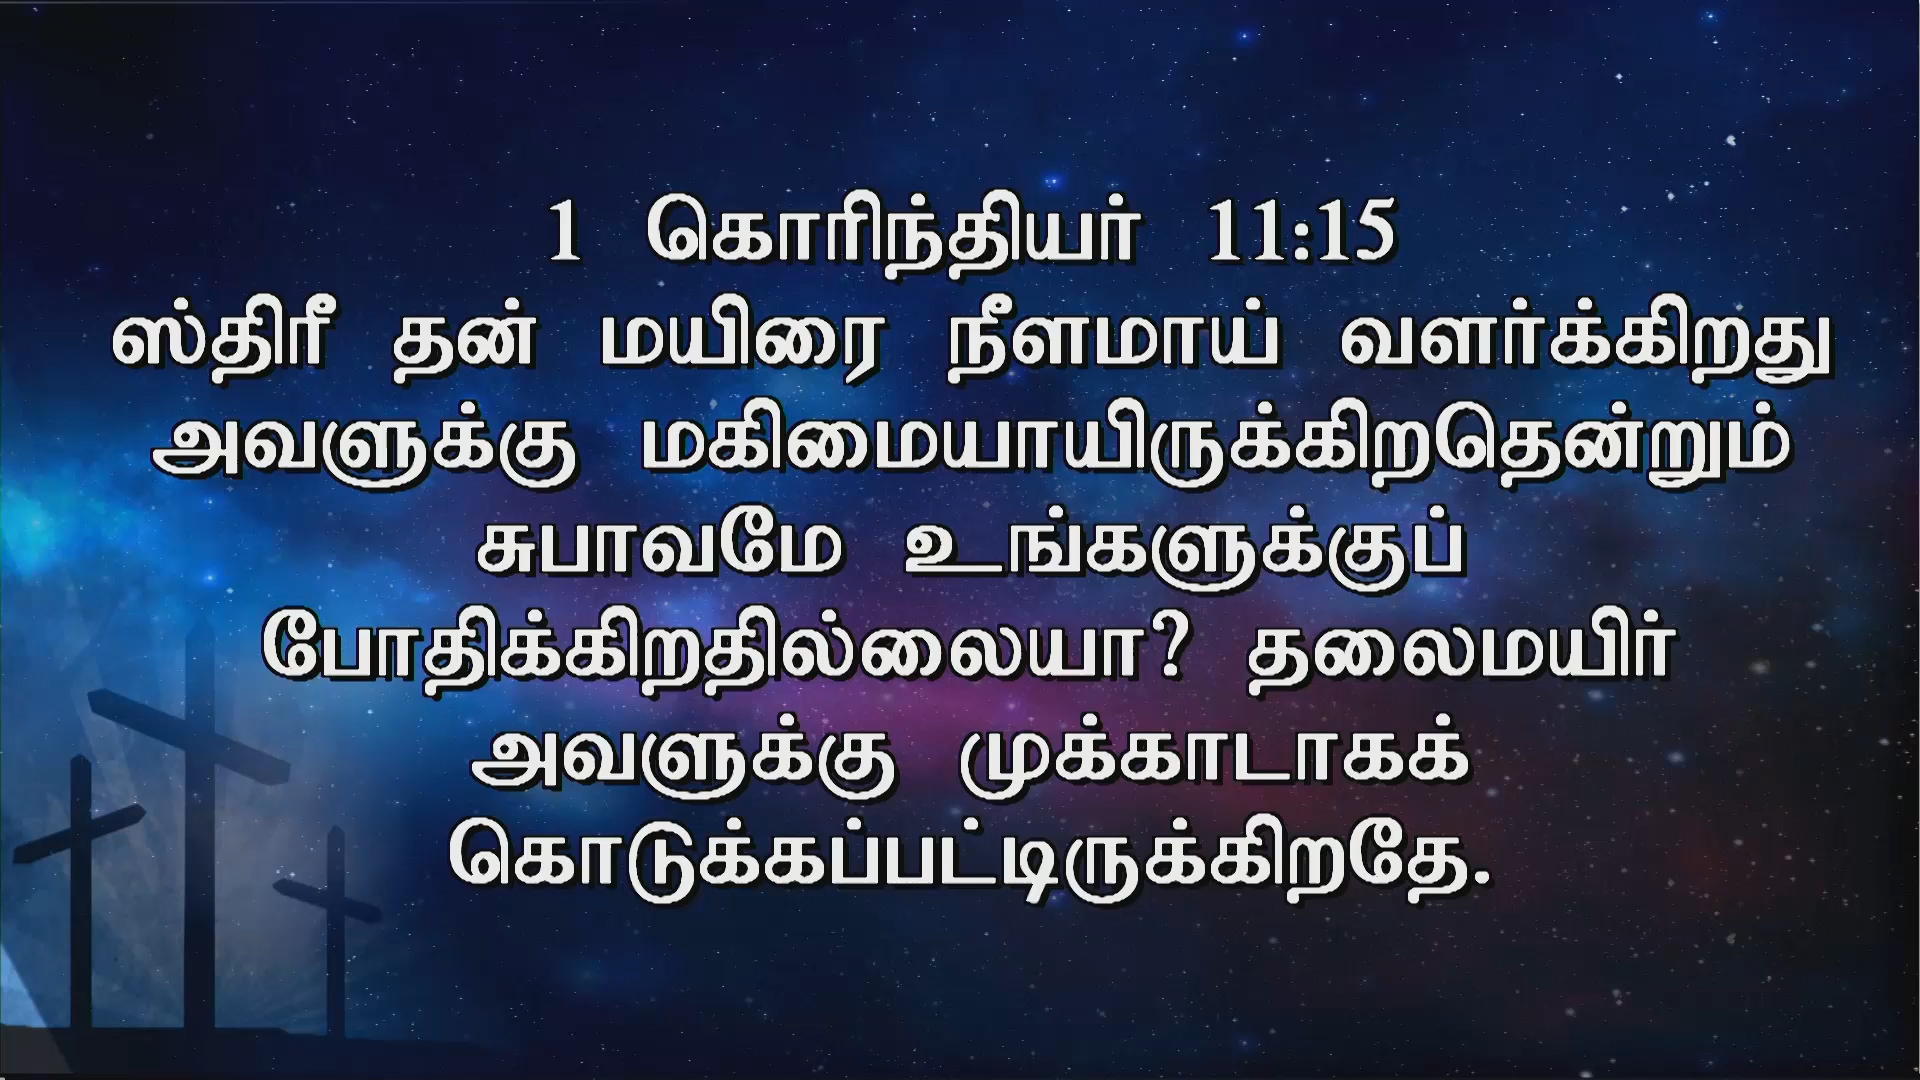 1 கொரிந்தியர் 11:15
ஸ்திரீ தன் மயிரை நீளமாய் வளர்க்கிறது
அவளுக்கு மகிமையாயிருக்கிறதென்றும்
சுபாவமே உங்களுக்குப்
போதிக்கிறதில்லையா? தலைமயிர்
அவளுக்கு முக்காடாகக்
கொடுக்கப்பட்டிருக்கிறதே.